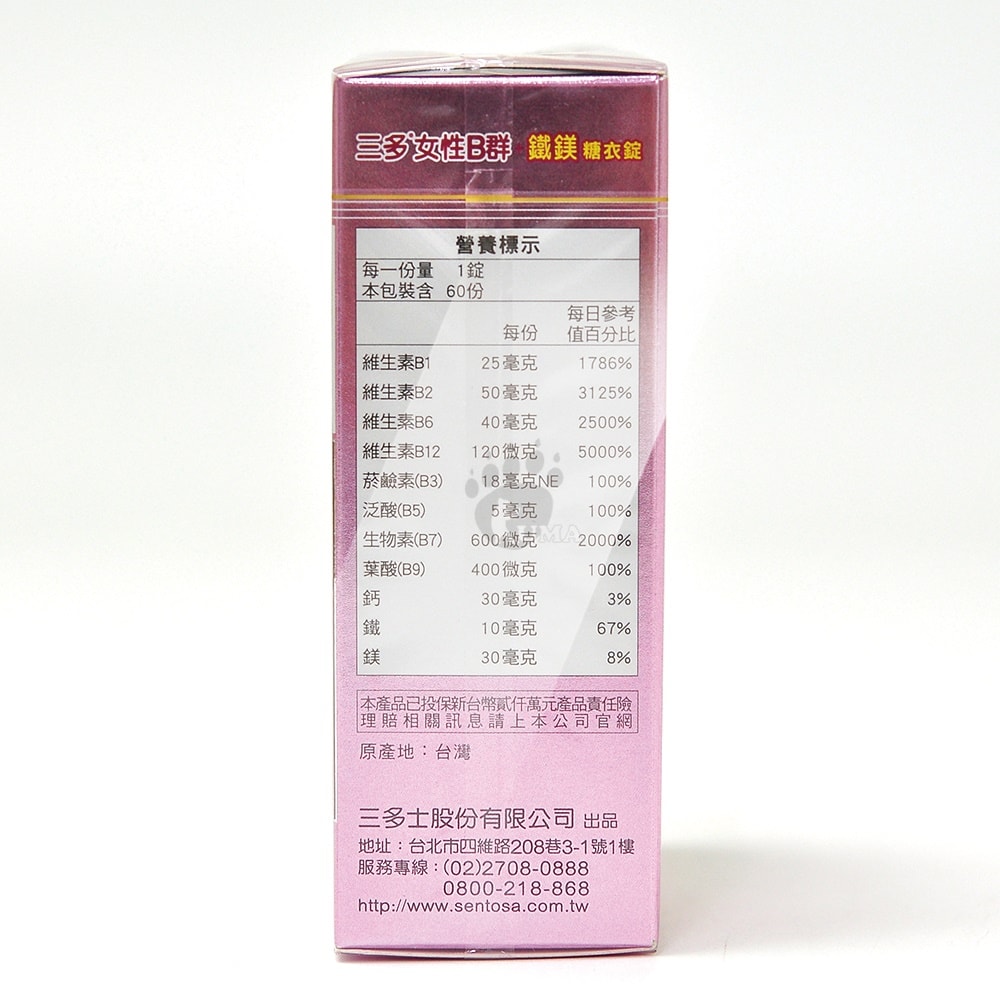 三多女性B群 鐵鎂 糖衣錠
營養標示
每一份量 1錠
本包裝含 60份
每份 每日參考值百分比
維生素B1 25毫克 1786%
維生素B2 50毫克 3125%
維生素B6 40毫克 2500%
維生素B12 120微克 5000%
菸鹼素(B3) 18毫克NE 100%
泛酸(B5) 5毫克 100%
生物素(B7) 600微克 2000%
葉酸(B9) 400微克 100%
鈣 30毫克 3%
鐵 10毫克 67%
鎂 30毫克 8%
本產品已投保新台幣貳仟萬元產品責任險
理賠相關訊息請上本公司官網
原產地：台灣
三多士股份有限公司 出品
地址：台北市四維路208巷3-1號1樓
服務專線：(02)2708-0888
0800-218-868
http://www.sentosa.com.tw